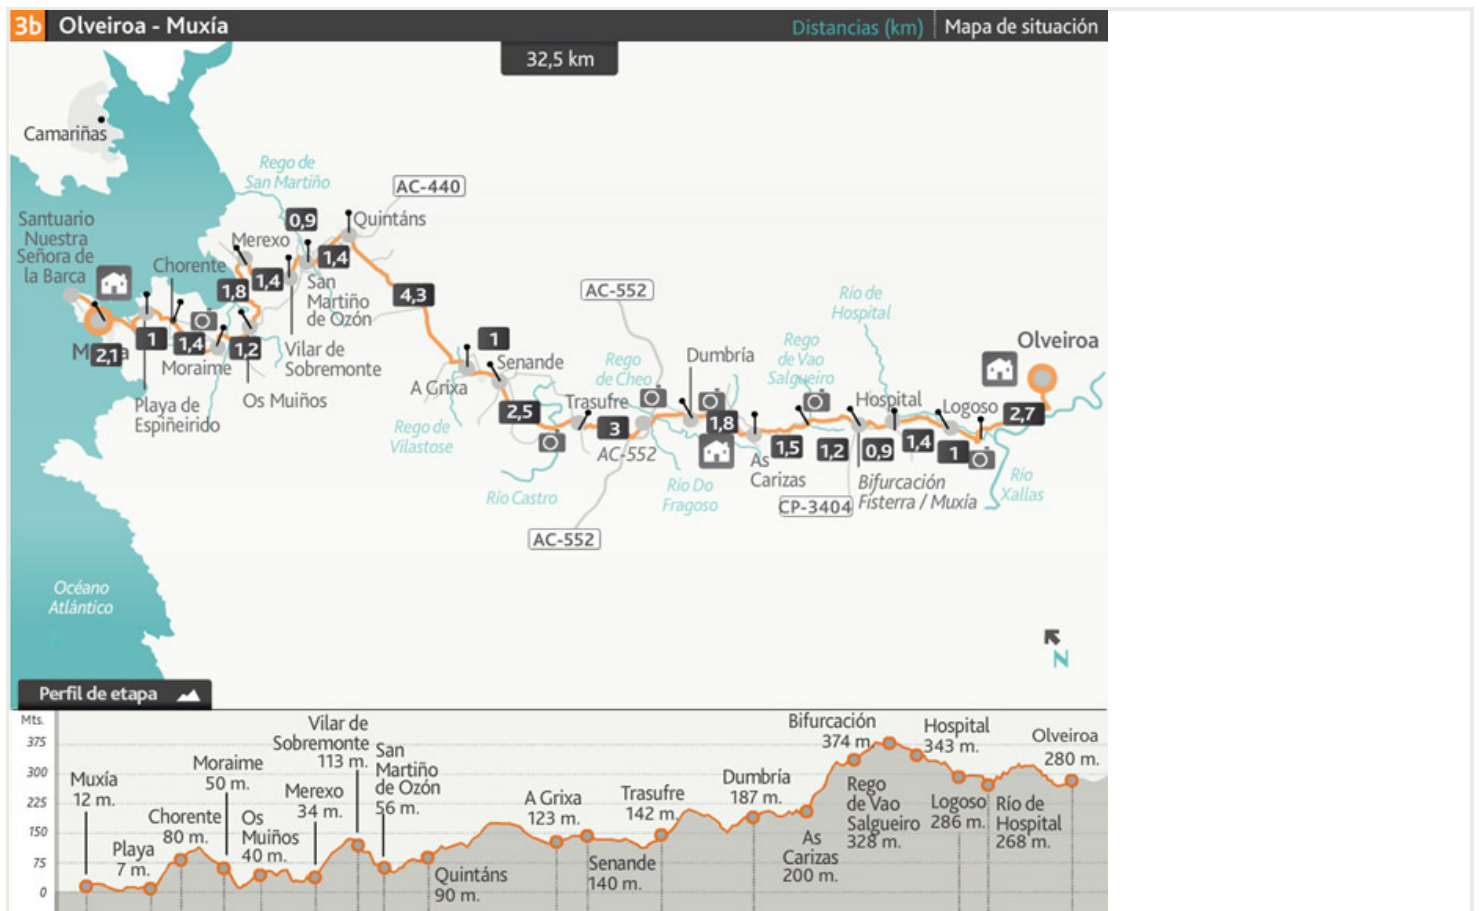 3b Olveiroa - Muxía
Distancias (km)
Mapa de situación
32,5 km
Camariñas
Rego de
San Martiño
AC-440
Santuario
Nuestra
Señora de
la Barca
0,9
Quintáns
Merexo
1,4
Chorente
1,4
San
Martiño
de Ozón
1,8
4,3
AC-552
Río de
Hospital
1
1,4
1,2
2,1
Moraime
Vilar de
Sobremonte
Playa de
Espiñeirido
Os Muiños
1
Senande
A Grixa
Rego de
Vilastose
2,5
Trasufre
Rego
de Cheo
Dumbría
Rego
de Vao
Salgueiro
Olveiroa
Hospital
Logoso
2,7
3
AC-552
1,8
As
Carizas
1,5
1,2
0,9
1,4
1
Bifurcación
Fisterra / Muxía
Río
Xallas
Río Castro
Río Do
Fragoso
CP-3404
AC-552
Océano
Atlántico
N
Perfil de etapa
Mts.
375
300
225
150
75
0
Muxía
12 m.
Playa
7 m.
Chorente
80 m.
Moraime
50 m.
Os
Muiños
40 m.
Merexo
34 m.
Vilar de
Sobremonte
113 m.
San
Martiño
de Ozón
56 m.
Quintáns
90 m.
A Grixa
123 m.
Senande
140 m.
Trasufre
142 m.
Dumbría
187 m.
As
Carizas
200 m.
Rego
de Vao
Salgueiro
328 m.
Bifurcación
374 m.
Hospital
343 m.
Logoso
286 m.
Río de
Hospital
268 m.
Olveiroa
280 m.